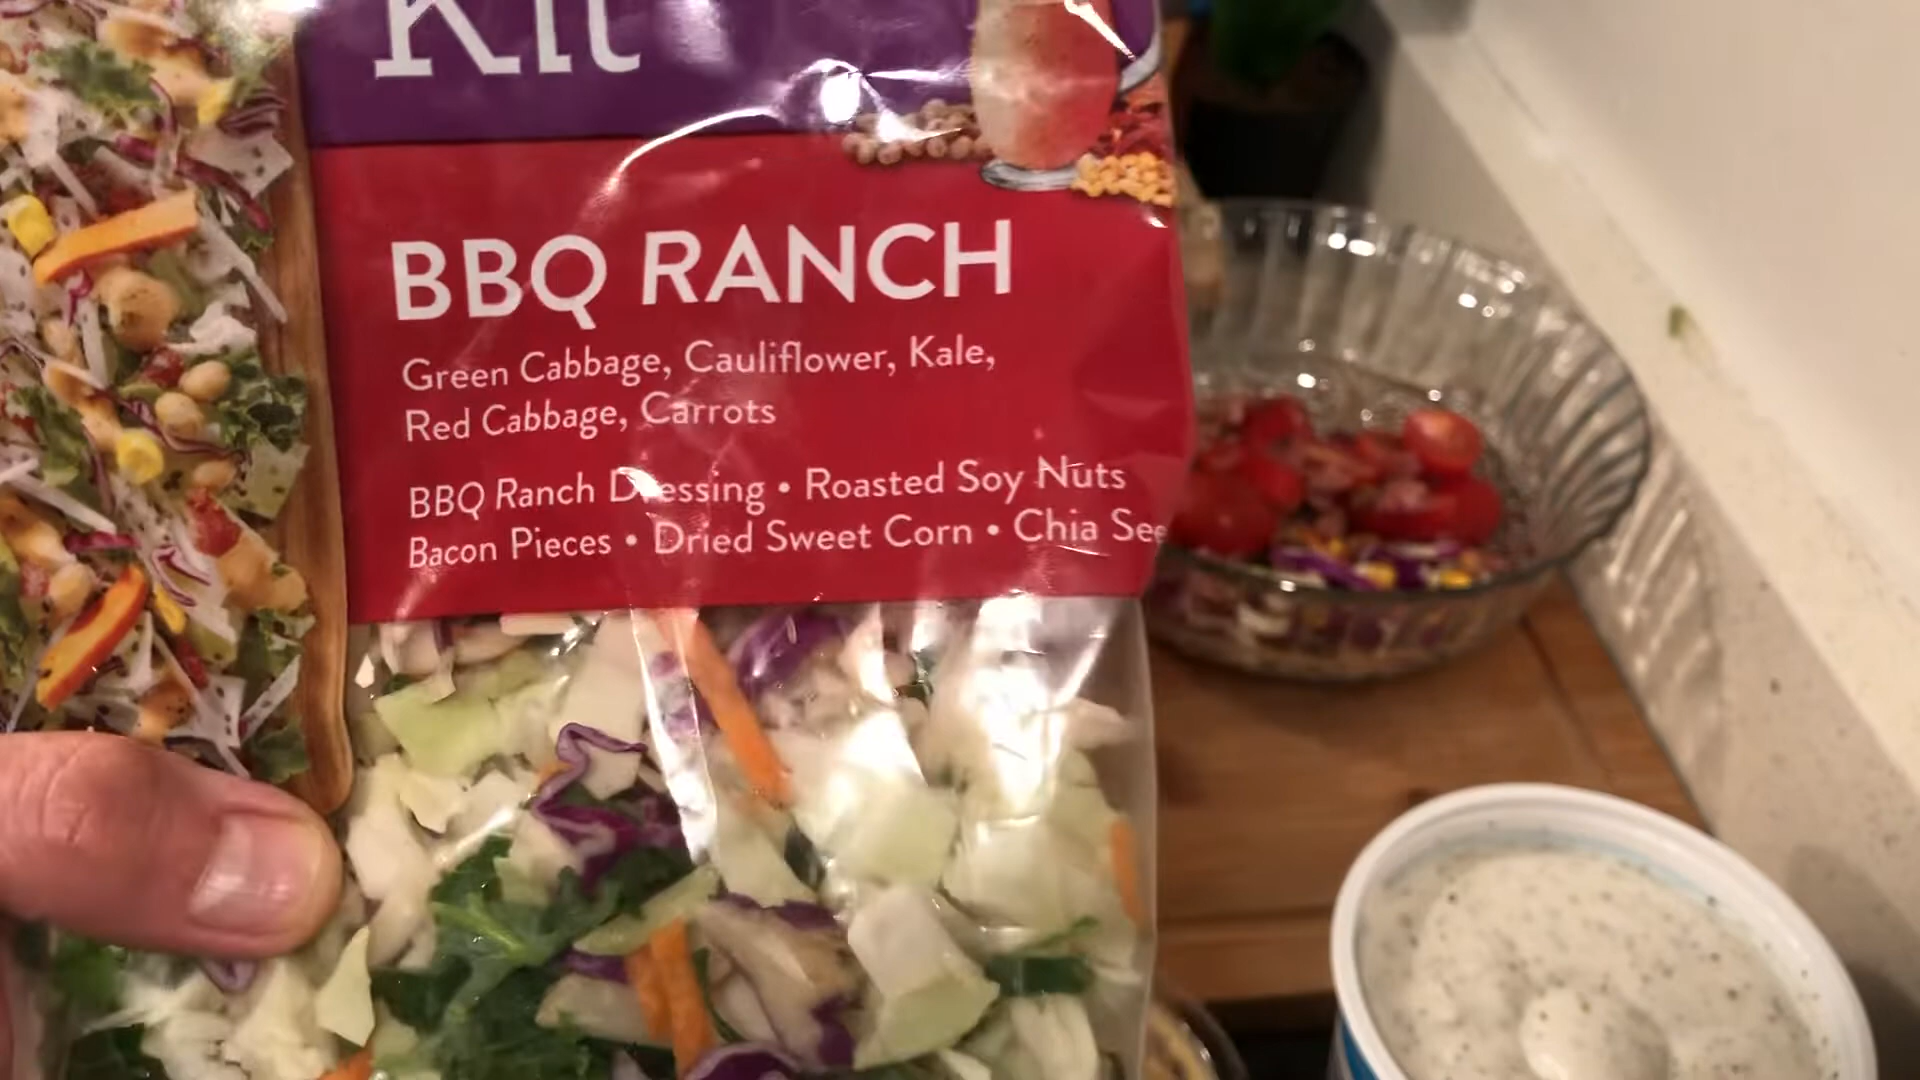 Kit
BBQ RANCH
Green Cabbage, Cauliflower, Kale,
Red Cabbage, Carrots
BBQ Ranch Dressing • Roasted Soy Nuts
Bacon Pieces • Dried Sweet Corn • Chia See